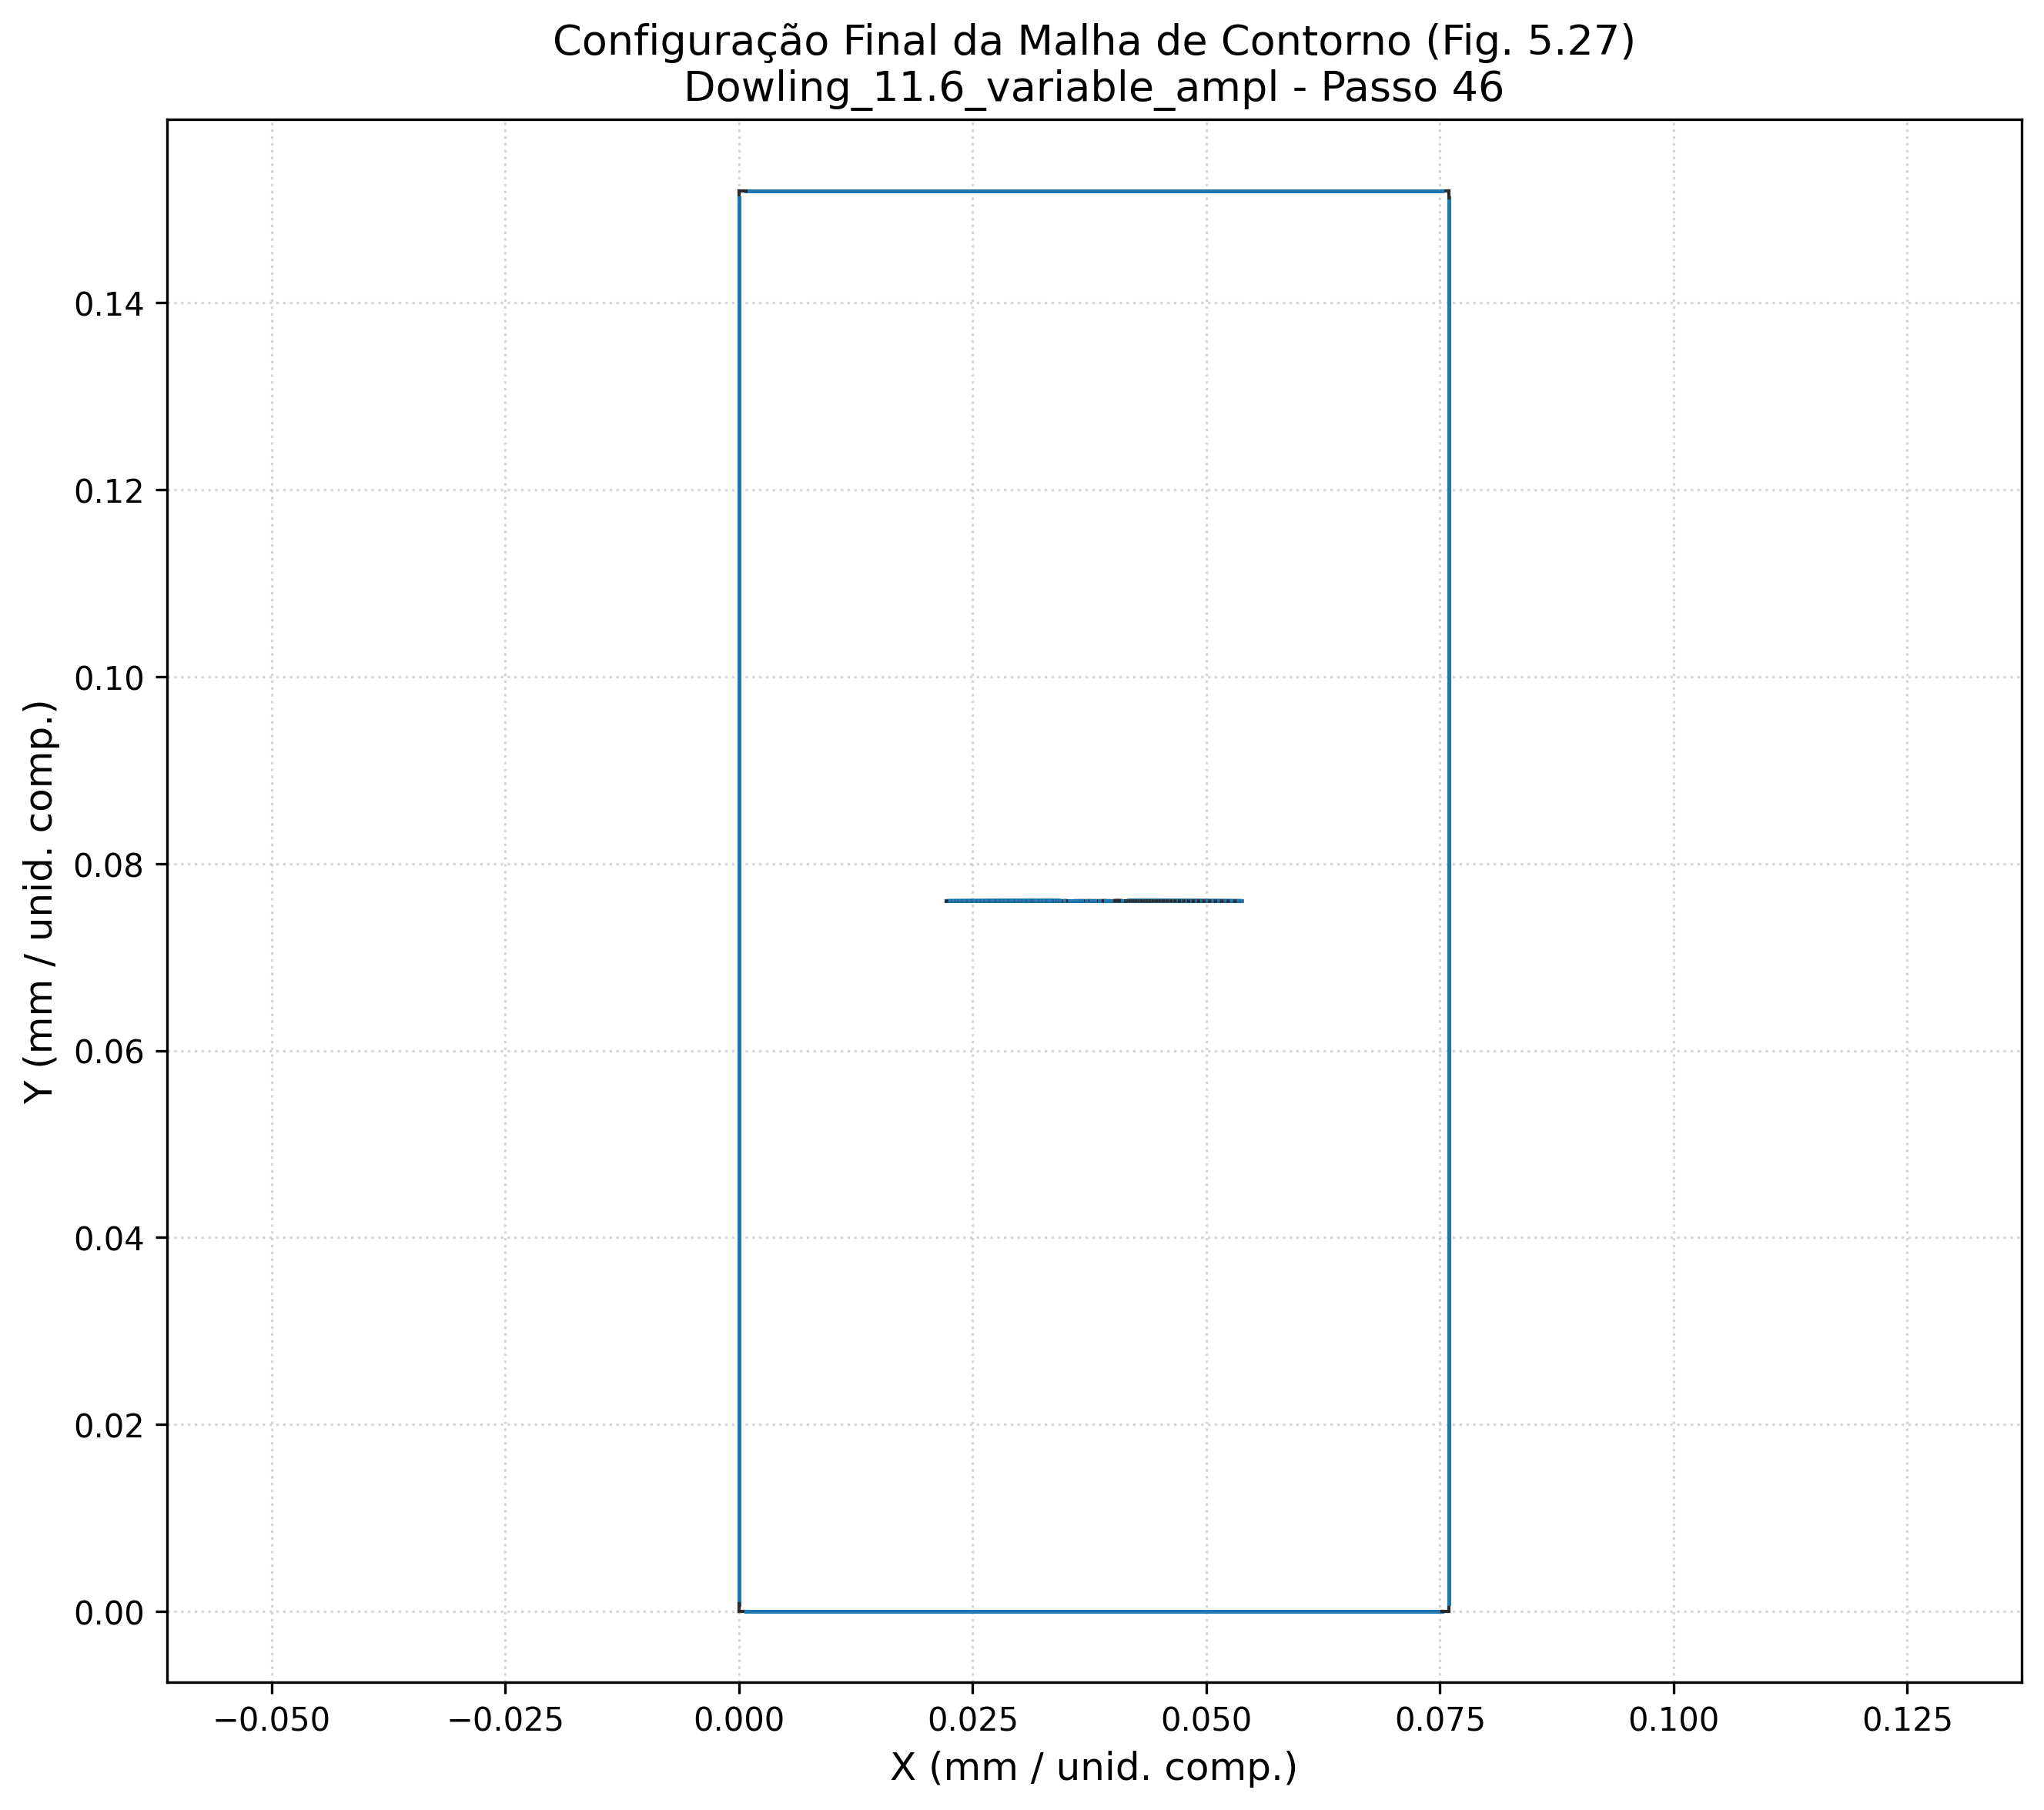 Configuração Final da Malha de Contorno (Fig. 5.27)
Dowling_11.6_variable_ampl - Passo 46
Y (mm / unid. comp.)
0.14
0.12
0.10
0.08
0.06
0.04
0.02
0.00
−0.050 −0.025 0.000 0.025 0.050 0.075 0.100 0.125
X (mm / unid. comp.)